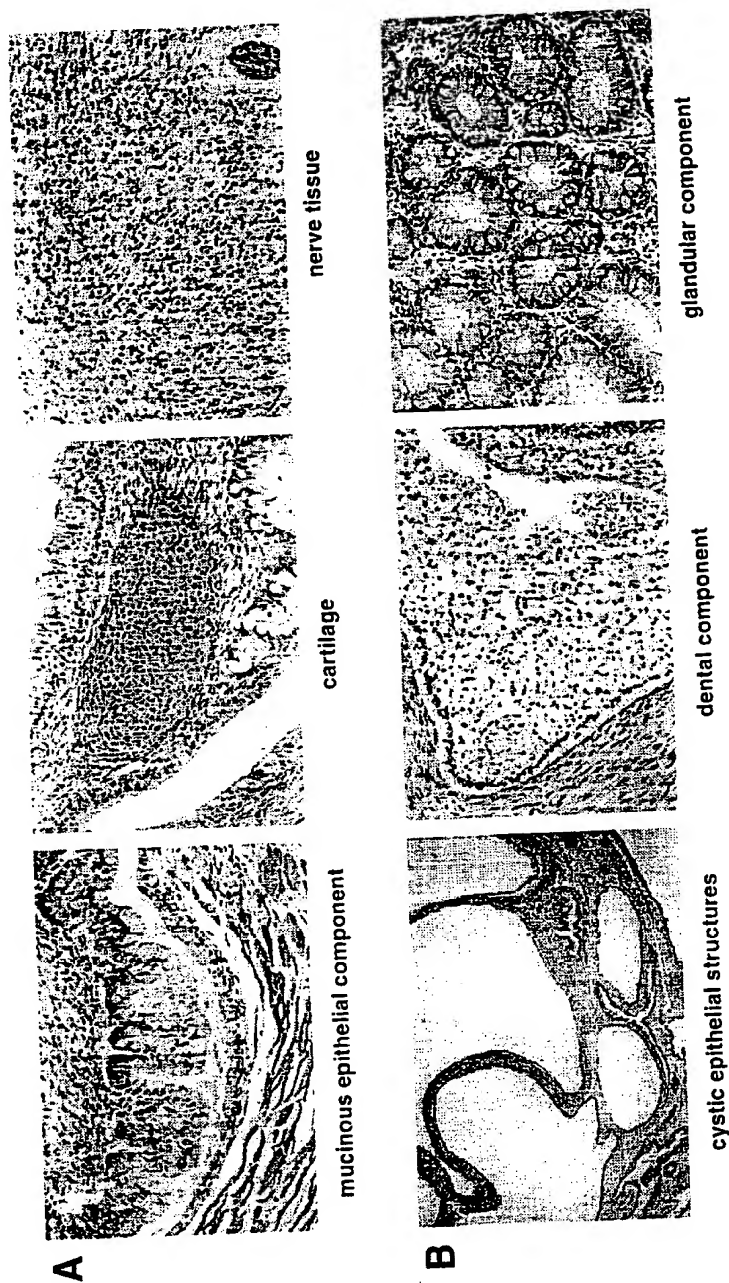 A
mucinous epithelial component
cartilage
nerve tissue
B
cystic epithelial structures
dental component
glandular component